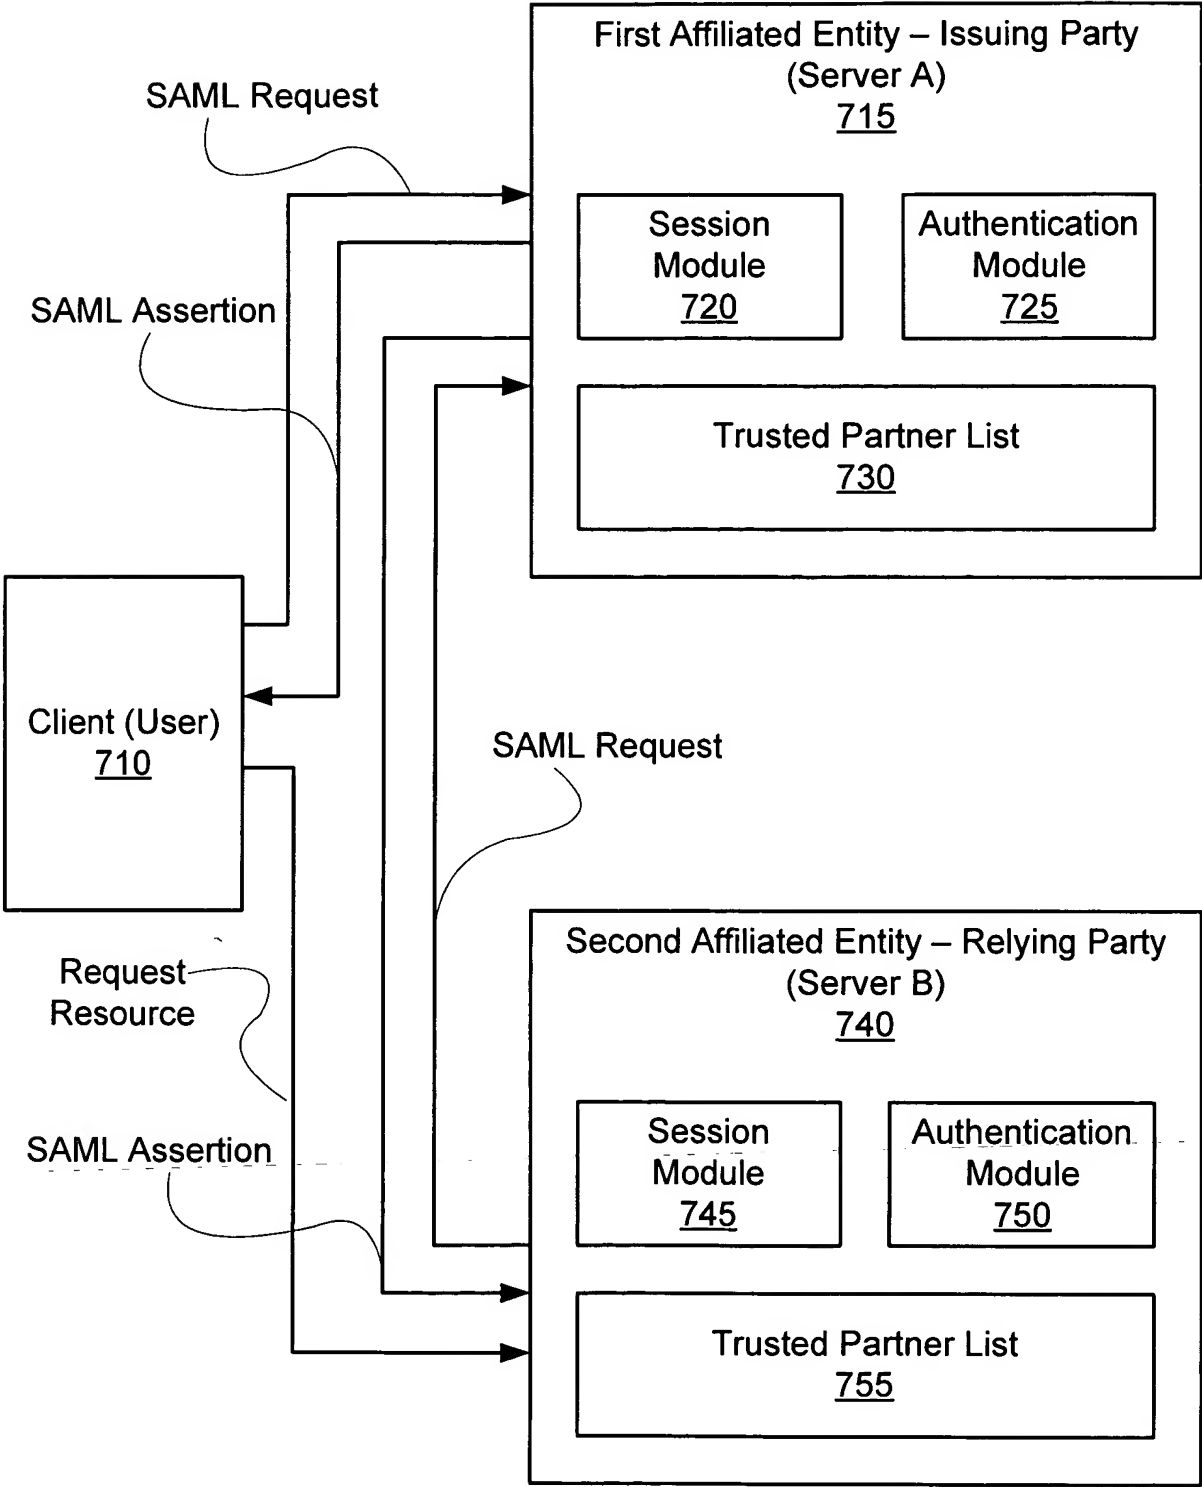 First Affiliated Entity – Issuing Party
(Server A)
715
SAML Request
Session
Module
720
Authentication
Module
725
SAML Assertion
Trusted Partner List
730
Client (User)
710
SAML Request
Second Affiliated Entity – Relying Party
(Server B)
740
Request
Resource
Session
Module
745
Authentication
Module
750
SAML Assertion
Trusted Partner List
755